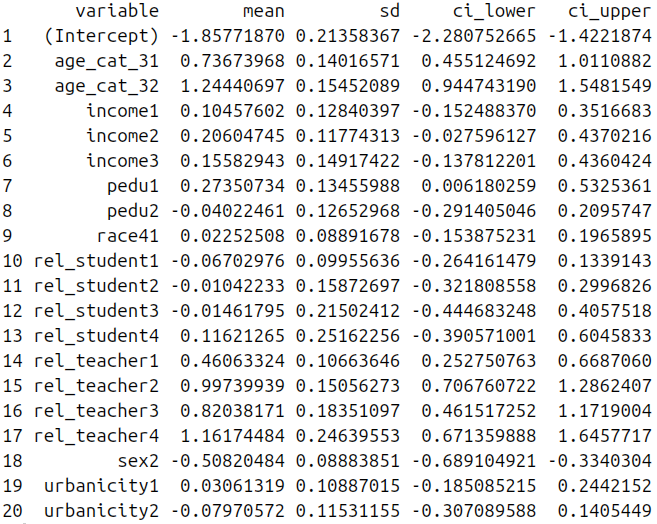 variable mean sd ci_lower ci_upper
1 (Intercept) -1.85771870 0.21358367 -2.280752665 -1.4221874
2 age_cat_31 0.73673968 0.14016571 0.455124692 1.0110882
3 age_cat_32 1.24440697 0.15452089 0.944743190 1.5481549
4 income1 0.10457602 0.12840397 -0.152488370 0.3516683
5 income2 0.20604745 0.11774313 -0.027596127 0.4370216
6 income3 0.15582943 0.14917422 -0.137812201 0.4360424
7 pedu1 0.27350734 0.13455988 0.006180259 0.5325361
8 pedu2 -0.04022461 0.12652968 -0.291405046 0.2095747
9 race41 0.02252508 0.08891678 -0.153875231 0.1965895
10 rel_student1 -0.06702976 0.09955636 -0.264161479 0.1339143
11 rel_student2 -0.01042233 0.15872697 -0.321808558 0.2996826
12 rel_student3 -0.01461795 0.21502412 -0.444683248 0.4057518
13 rel_student4 0.11621265 0.25162256 -0.390571001 0.6045833
14 rel_teacher1 0.46063324 0.10663646 0.252750763 0.6687060
15 rel_teacher2 0.99739939 0.15056273 0.706760722 1.2862407
16 rel_teacher3 0.82038171 0.18351097 0.461517252 1.1719004
17 rel_teacher4 1.16174484 0.24639553 0.671359888 1.6457717
18 sex2 -0.50820484 0.08883851 -0.689104921 -0.3340304
19 urbanicity1 0.03061319 0.10887015 -0.185085215 0.2442152
20 urbanicity2 -0.07970572 0.11531155 -0.307089588 0.1405449